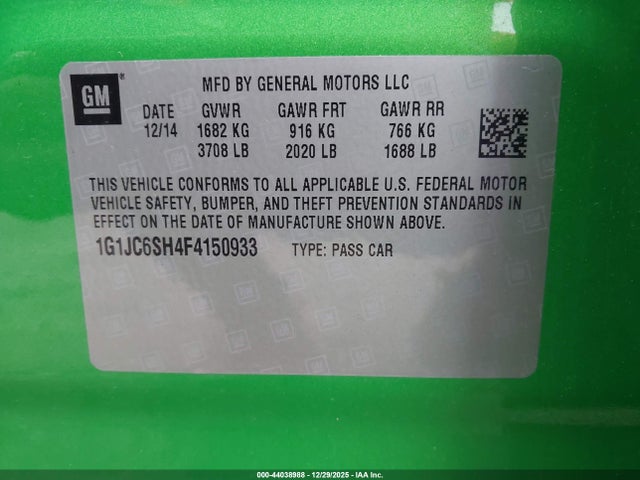 GM
MFD BY GENERAL MOTORS LLC
DATE GVWR GAWR FRT GAWR RR
12/14 1682 KG 916 KG 766 KG
3708 LB 2020 LB 1688 LB
THIS VEHICLE CONFORMS TO ALL APPLICABLE U.S. FEDERAL MOTOR
VEHICLE SAFETY, BUMPER, AND THEFT PREVENTION STANDARDS IN
EFFECT ON THE DATE OF MANUFACTURE SHOWN ABOVE.
1G1JC6SH4F4150933 TYPE: PASS CAR
000-44038988 - 12/29/2025 - IAA Inc.